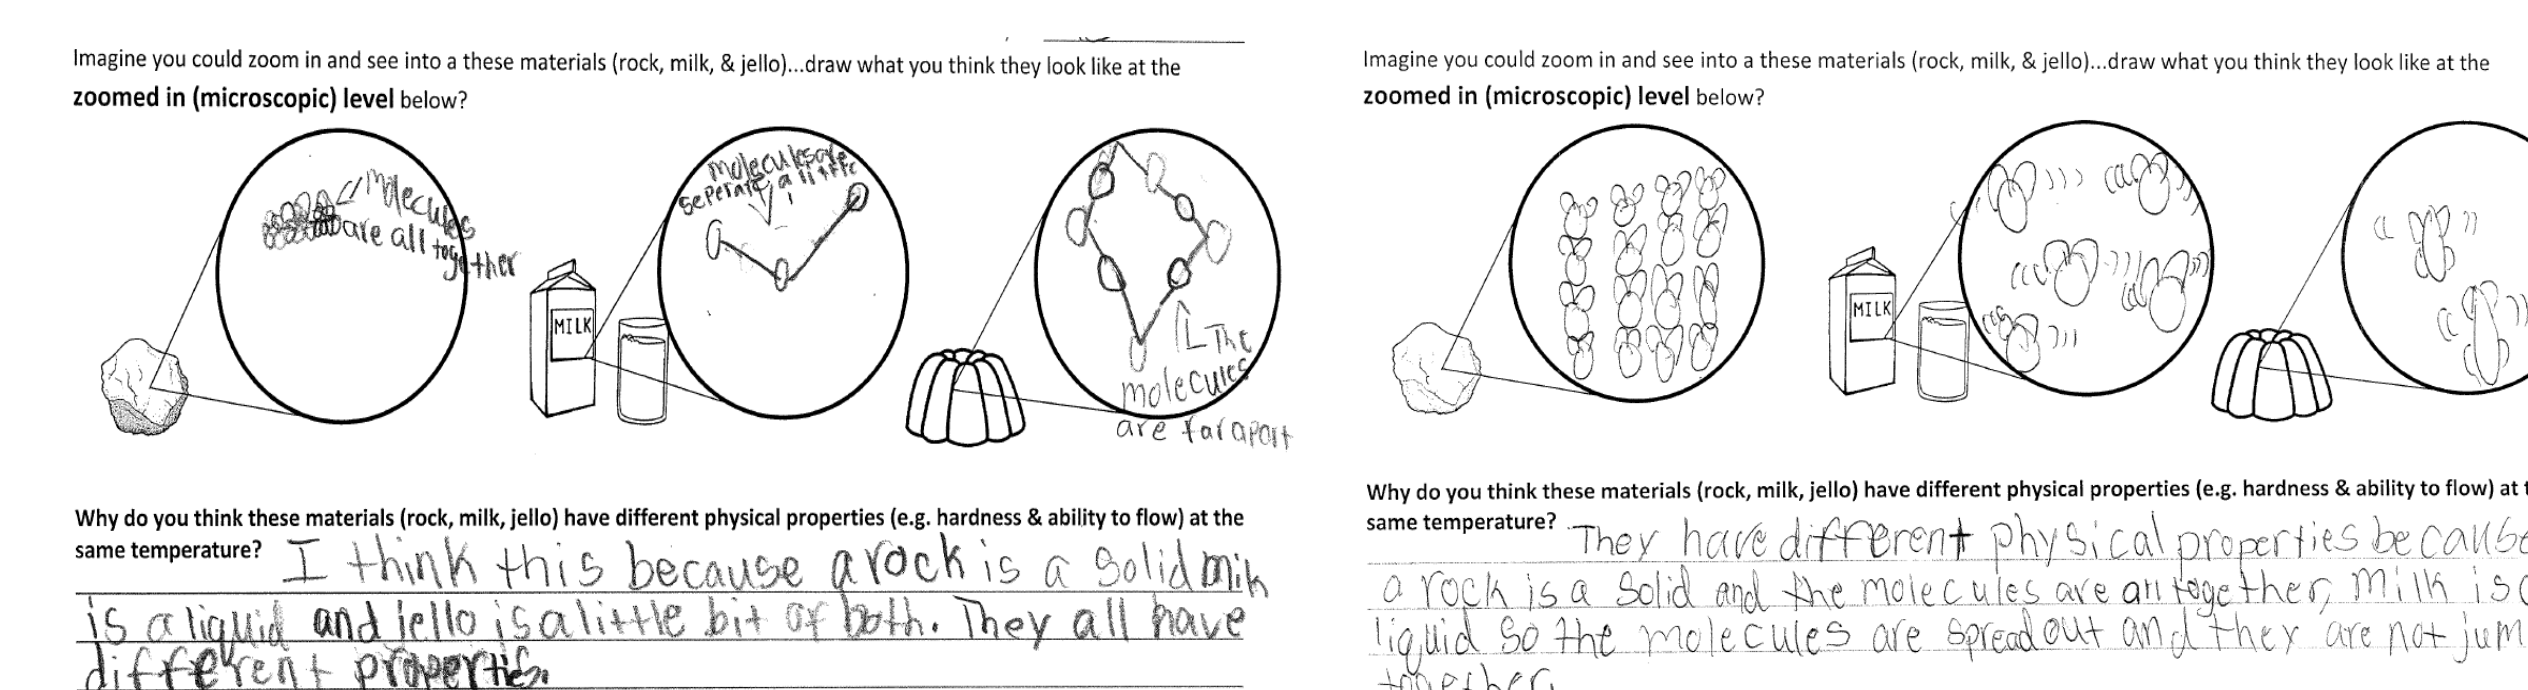 Imagine you could zoom in and see into a these materials (rock, milk, & jello)...draw what you think they look like at the
zoomed in (microscopic) level below?
Molecules
are all together
moleculesare
seperate a little
MILK
The
molecules
are far apart
Why do you think these materials (rock, milk, jello) have different physical properties (e.g. hardness & ability to flow) at the
same temperature? I think this because a rock is a solid milk
is a liquid and jello is a little bit of both. They all have
different properties.
Imagine you could zoom in and see into a these materials (rock, milk, & jello)...draw what you think they look like at the
zoomed in (microscopic) level below?
MILK
Why do you think these materials (rock, milk, jello) have different physical properties (e.g. hardness & ability to flow) at t
same temperature? They have different physical properties because
a rock is a solid and the molecules are all together, milk is a
liquid so the molecules are spread out and they are not jum
together